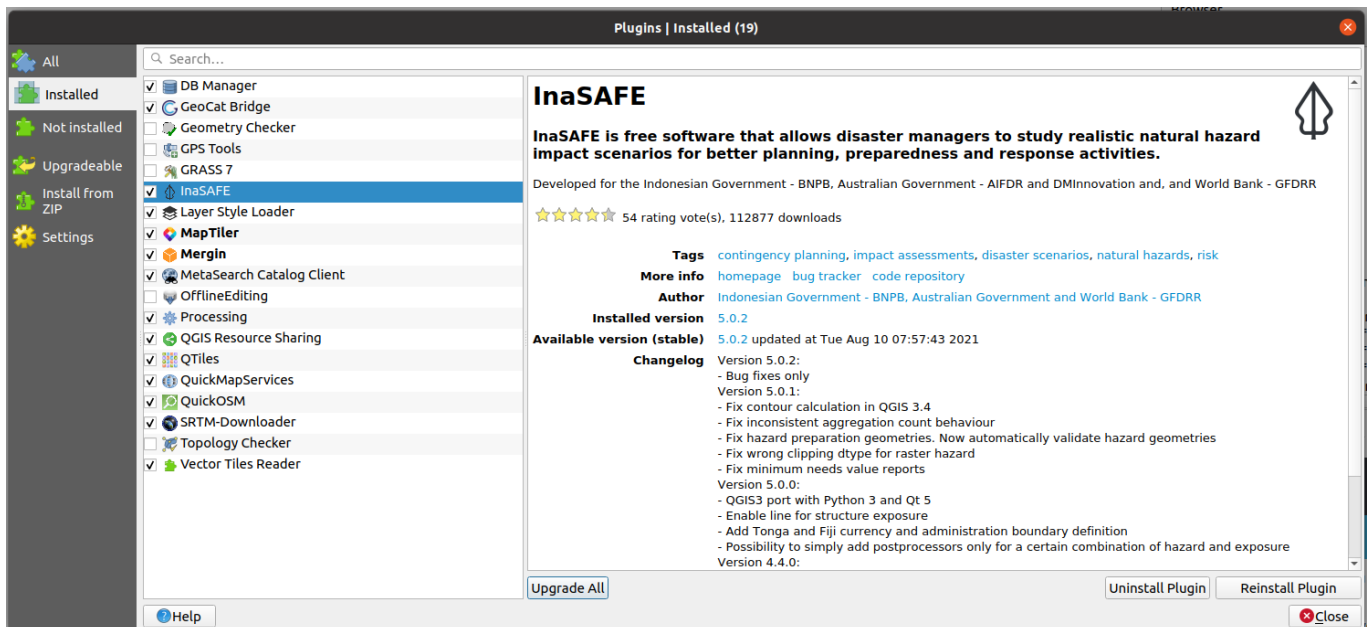 Browser
Plugins | Installed (19)
All
Installed
Not installed
Upgradeable
Install from
ZIP
Settings
Search...
DB Manager
GeoCat Bridge
Geometry Checker
GPS Tools
GRASS 7
InaSAFE
Layer Style Loader
MapTiler
Mergin
MetaSearch Catalog Client
OfflineEditing
Processing
QGIS Resource Sharing
QTiles
QuickMapServices
QuickOSM
SRTM-Downloader
Topology Checker
Vector Tiles Reader
InaSAFE
InaSAFE is free software that allows disaster managers to study realistic natural hazard
impact scenarios for better planning, preparedness and response activities.
Developed for the Indonesian Government - BNPB, Australian Government - AIFDR and DMInnovation and, and World Bank - GFDRR
54 rating vote(s), 112877 downloads
Tags contingency planning, impact assessments, disaster scenarios, natural hazards, risk
More info homepage bug tracker code repository
Author Indonesian Government - BNPB, Australian Government and World Bank - GFDRR
Installed version 5.0.2
Available version (stable) 5.0.2 updated at Tue Aug 10 07:57:43 2021
Changelog Version 5.0.2:
- Bug fixes only
Version 5.0.1:
- Fix contour calculation in QGIS 3.4
- Fix inconsistent aggregation count behaviour
- Fix hazard preparation geometries. Now automatically validate hazard geometries
- Fix wrong clipping dtype for raster hazard
- Fix minimum needs value reports
Version 5.0.0:
- QGIS3 port with Python 3 and Qt 5
- Enable line for structure exposure
- Add Tonga and Fiji currency and administration boundary definition
- Possibility to simply add postprocessors only for a certain combination of hazard and exposure
Version 4.4.0:
Upgrade All
Uninstall Plugin
Reinstall Plugin
Help
Close